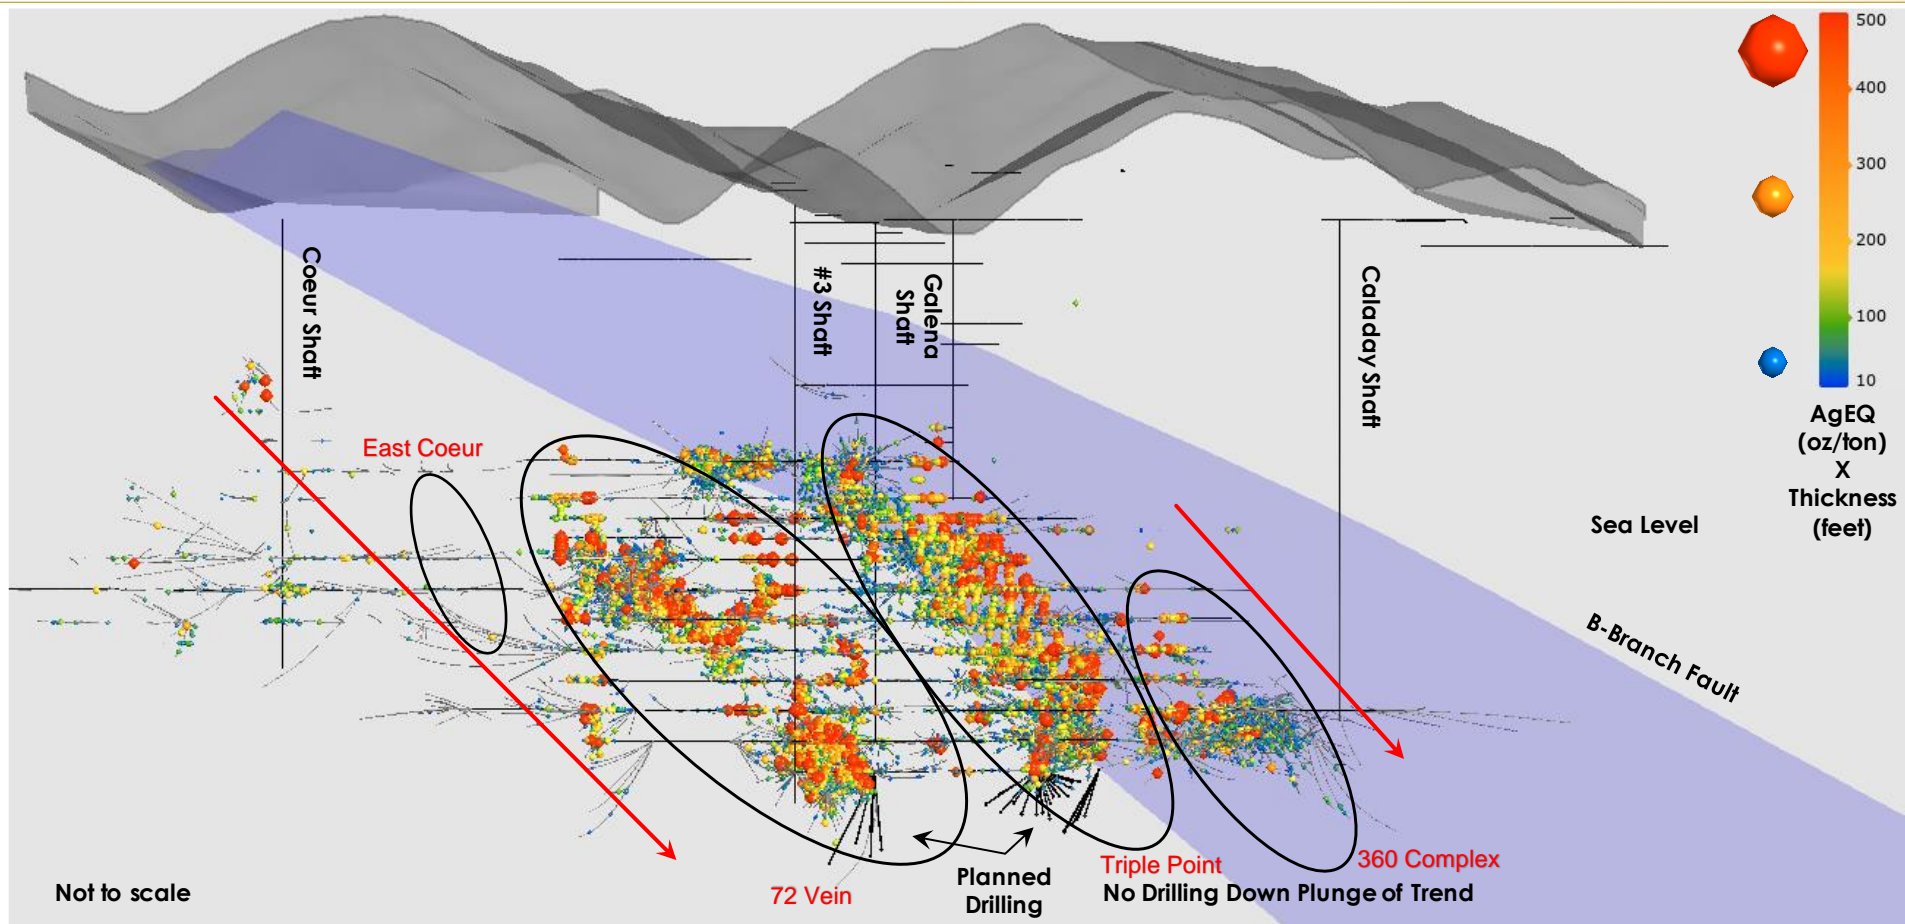 500
400
300
200
100
10
AgEQ
(oz/ton)
X
Thickness
(feet)
Coeur Shaft
#3 Shaft
Galena
Shaft
Caladay Shaft
East Coeur
Sea Level
B-Branch Fault
72 Vein
Planned
Drilling
Triple Point
360 Complex
No Drilling Down Plunge of Trend
Not to scale